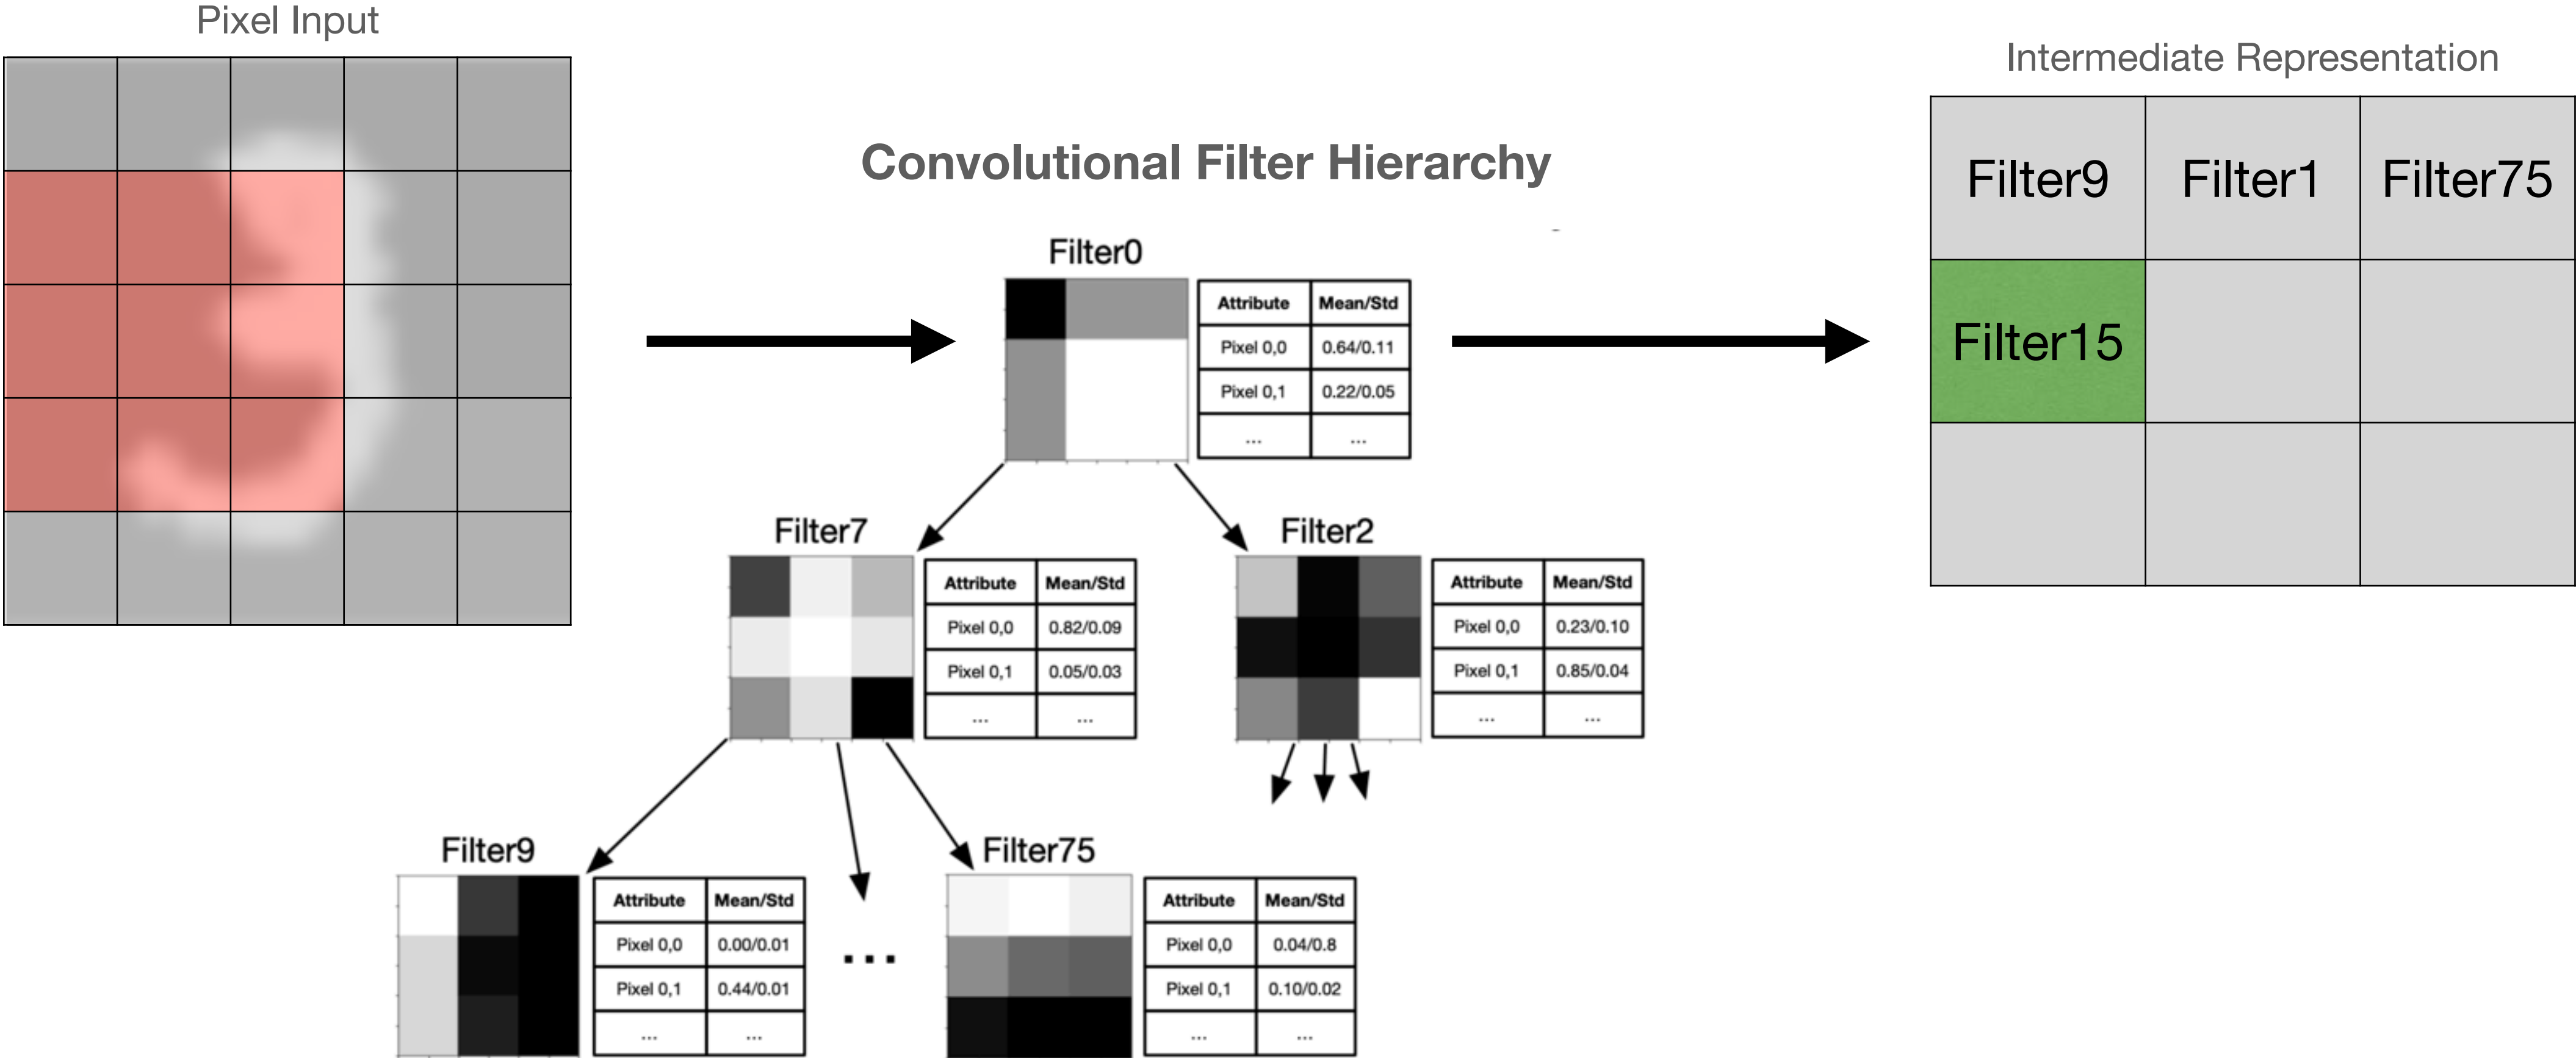 Pixel Input
Intermediate Representation
Convolutional Filter Hierarchy
Filter9 Filter1 Filter75
Filter15
Filter0
Attribute Mean/Std
Pixel 0,0 0.64/0.11
Pixel 0,1 0.22/0.05
... ...
Filter7
Attribute Mean/Std
Pixel 0,0 0.82/0.09
Pixel 0,1 0.05/0.03
... ...
Filter2
Attribute Mean/Std
Pixel 0,0 0.23/0.10
Pixel 0,1 0.85/0.04
... ...
Filter9
Attribute Mean/Std
Pixel 0,0 0.00/0.01
Pixel 0,1 0.44/0.01
... ...
...
Filter75
Attribute Mean/Std
Pixel 0,0 0.04/0.8
Pixel 0,1 0.10/0.02
... ...